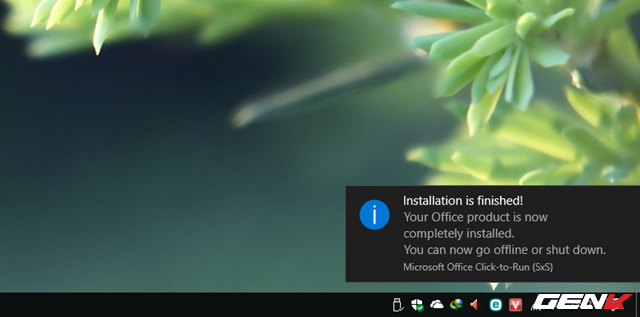 Installation is finished!
Your Office product is now
completely installed.
You can now go offline or shut down.
Microsoft Office Click-to-Run (SxS)
GENK